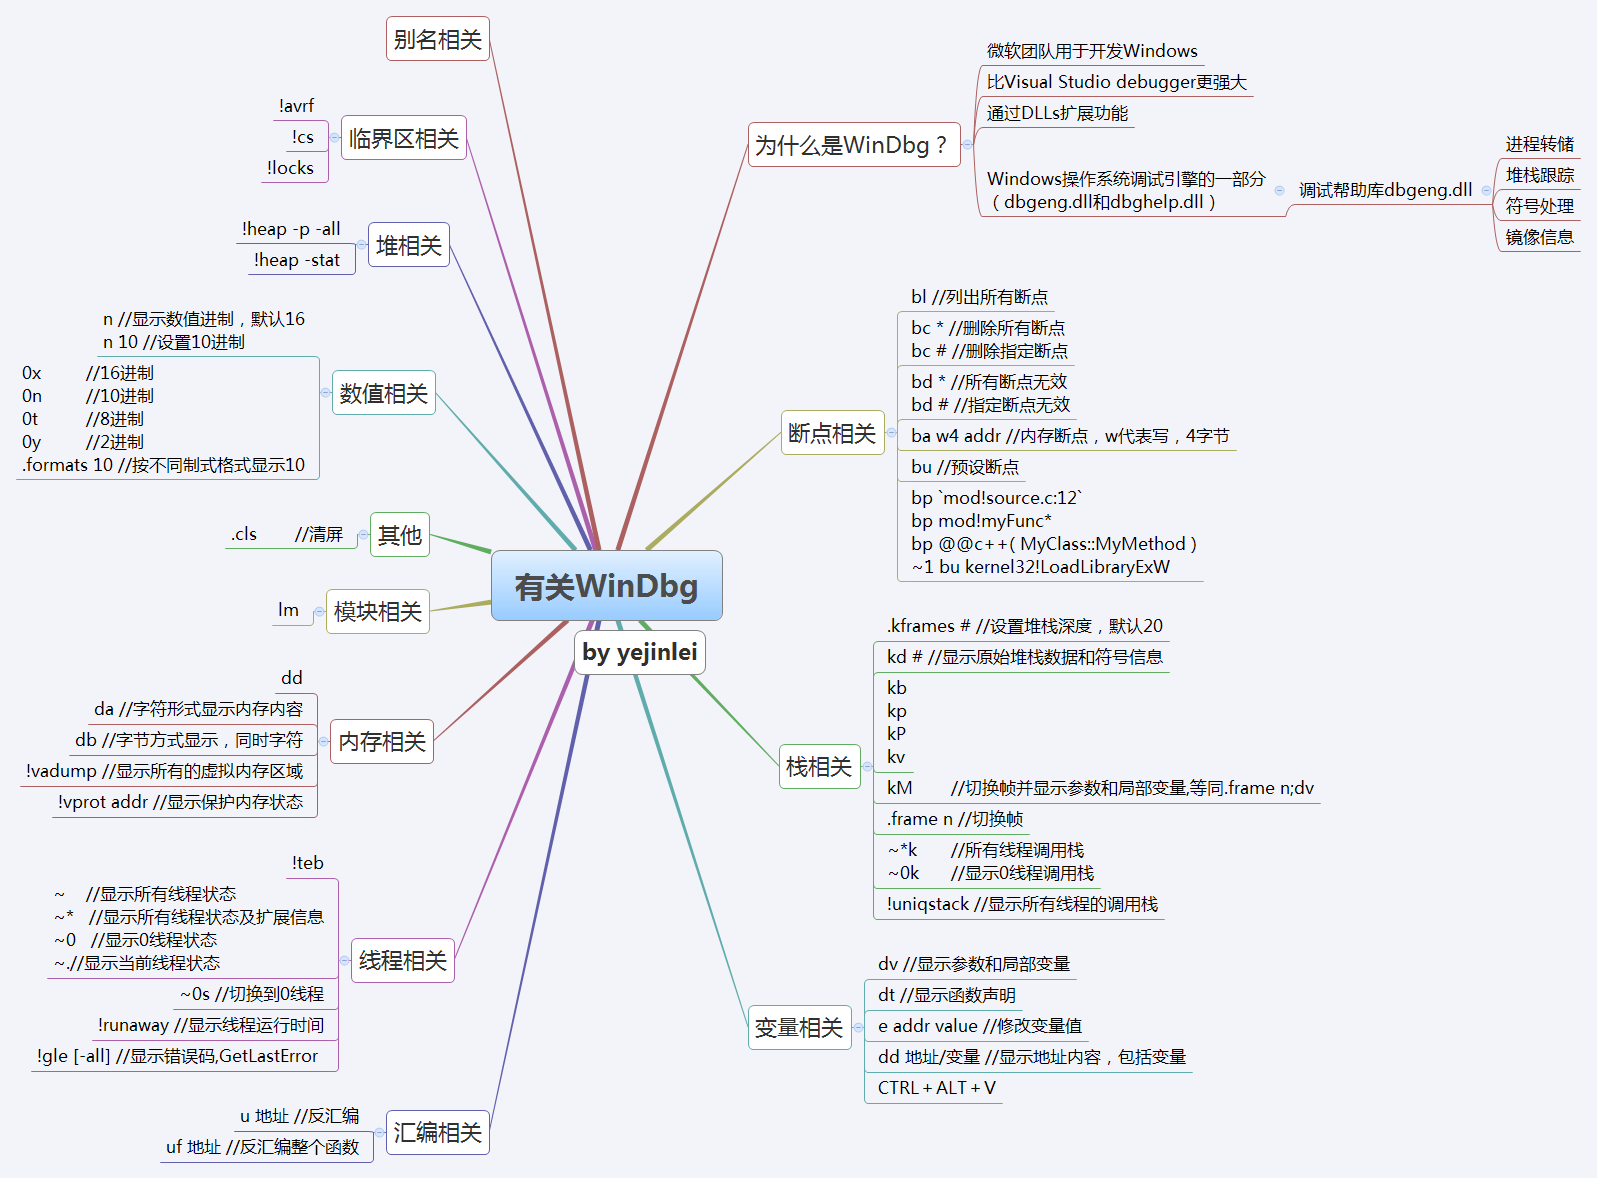 有关WinDbg
by yejinlei
为什么是WinDbg？
微软团队用于开发Windows
比Visual Studio debugger更强大
通过DLLs扩展功能
Windows操作系统调试引擎的一部分
（dbgeng.dll和dbghelp.dll）
调试帮助库dbgeng.dll
进程转储
堆栈跟踪
符号处理
镜像信息
断点相关
bl //列出所有断点
bc * //删除所有断点
bc # //删除指定断点
bd * //所有断点无效
bd # //指定断点无效
ba w4 addr //内存断点，w代表写，4字节
bu //预设断点
bp `mod!source.c:12`
bp mod!myFunc*
bp @@c++( MyClass::MyMethod )
~1 bu kernel32!LoadLibraryExW
栈相关
.kframes # //设置堆栈深度，默认20
kd # //显示原始堆栈数据和符号信息
kb
kp
kP
kv
kM //切换帧并显示参数和局部变量,等同.frame n;dv
.frame n //切换帧
~*k //所有线程调用栈
~0k //显示0线程调用栈
!uniqstack //显示所有线程的调用栈
变量相关
dv //显示参数和局部变量
dt //显示函数声明
e addr value //修改变量值
dd 地址/变量 //显示地址内容，包括变量
CTRL + ALT + V
别名相关
临界区相关
!avrf
!cs
!locks
堆相关
!heap -p -all
!heap -stat
数值相关
n //显示数值进制，默认16
n 10 //设置10进制
0x //16进制
0n //10进制
0t //8进制
0y //2进制
.formats 10 //按不同制式格式显示10
其他
.cls //清屏
模块相关
lm
内存相关
dd
da //字符形式显示内存内容
db //字节方式显示，同时字符
!vadump //显示所有的虚拟内存区域
!vprot addr //显示保护内存状态
线程相关
!teb
~ //显示所有线程状态
~* //显示所有线程状态及扩展信息
~0 //显示0线程状态
~.//显示当前线程状态
~0s //切换到0线程
!runaway //显示线程运行时间
!gle [-all] //显示错误码,GetLastError
汇编相关
u 地址 //反汇编
uf 地址 //反汇编整个函数